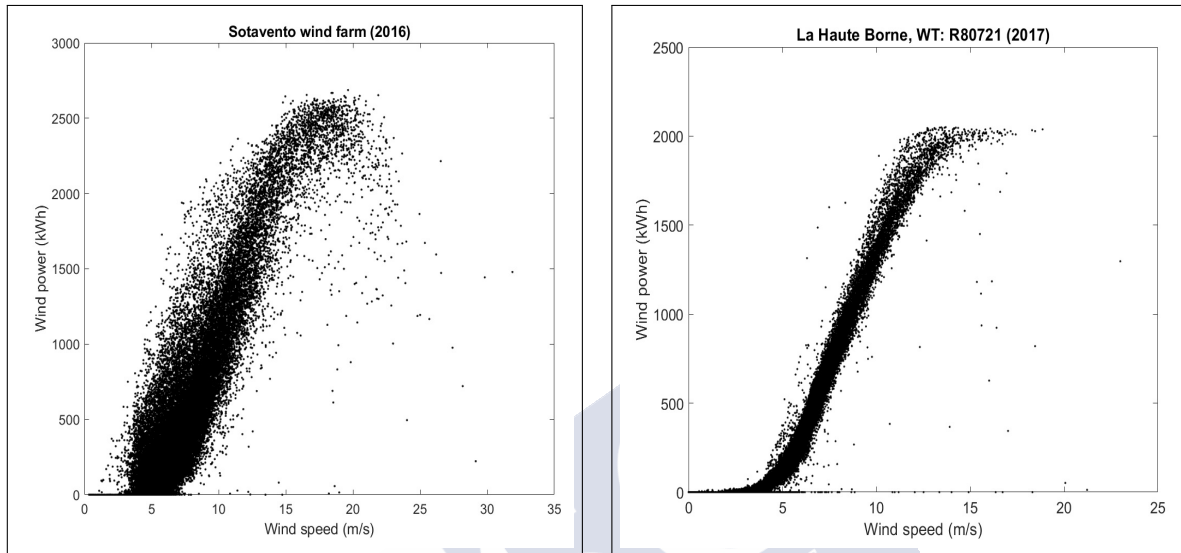 Sotavento wind farm (2016)
3000
2500
2000
1500
1000
500
0
Wind power (kWh)
0 5 10 15 20 25 30 35
Wind speed (m/s)
La Haute Borne, WT: R80721 (2017)
2500
2000
1500
1000
500
0
Wind power (kWh)
0 5 10 15 20 25
Wind speed (m/s)